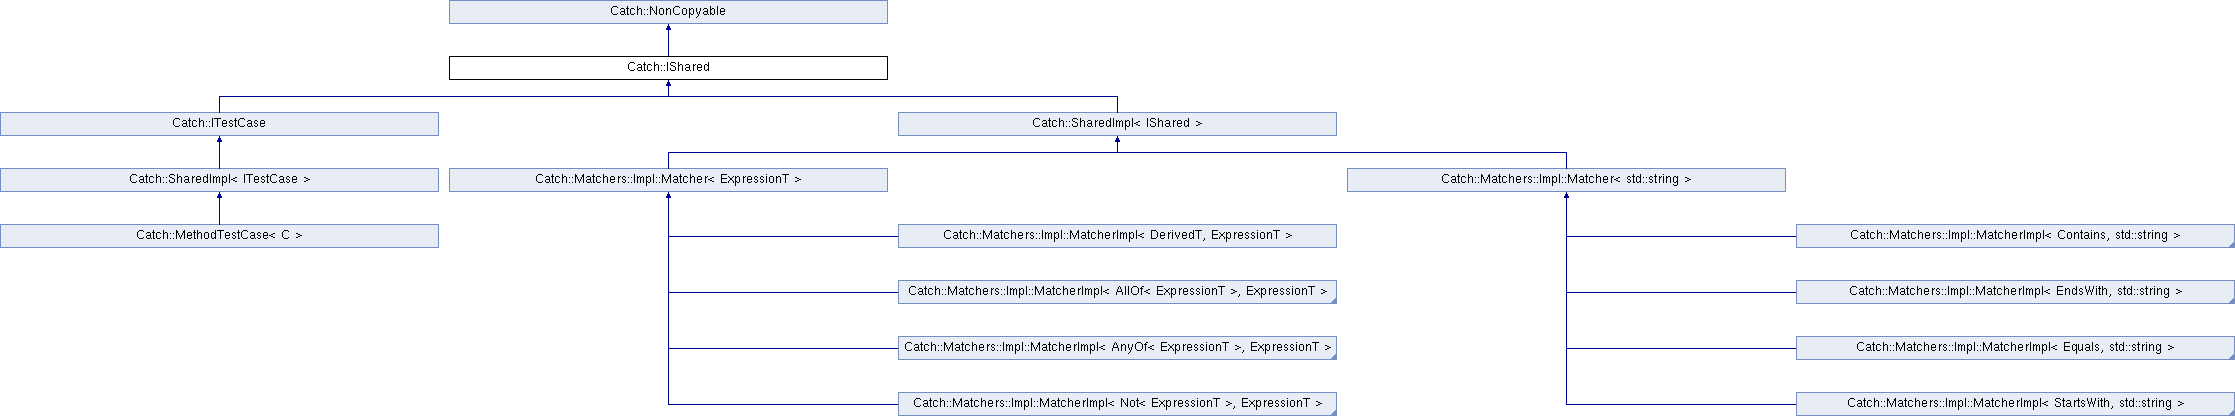 Catch::NonCopyable
Catch::IShared
Catch::ITestCase
Catch::SharedImpl< IShared >
Catch::SharedImpl< ITestCase >
Catch::Matchers::Impl::Matcher< ExpressionT >
Catch::Matchers::Impl::Matcher< std::string >
Catch::MethodTestCase< C >
Catch::Matchers::Impl::MatcherImpl< DerivedT, ExpressionT >
Catch::Matchers::Impl::MatcherImpl< Contains, std::string >
Catch::Matchers::Impl::MatcherImpl< AllOf< ExpressionT >, ExpressionT >
Catch::Matchers::Impl::MatcherImpl< EndsWith, std::string >
Catch::Matchers::Impl::MatcherImpl< AnyOf< ExpressionT >, ExpressionT >
Catch::Matchers::Impl::MatcherImpl< Equals, std::string >
Catch::Matchers::Impl::MatcherImpl< Not< ExpressionT >, ExpressionT >
Catch::Matchers::Impl::MatcherImpl< StartsWith, std::string >